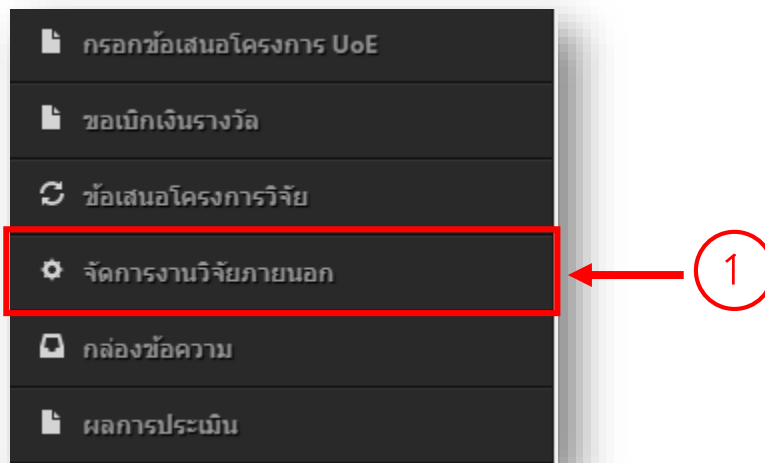 กรอกข้อเสนอโครงการ UoE
ขอเบิกเงินรางวัล
ข้อเสนอโครงการวิจัย
จัดการงานวิจัยภายนอก
1
กล่องข้อความ
ผลการประเมิน